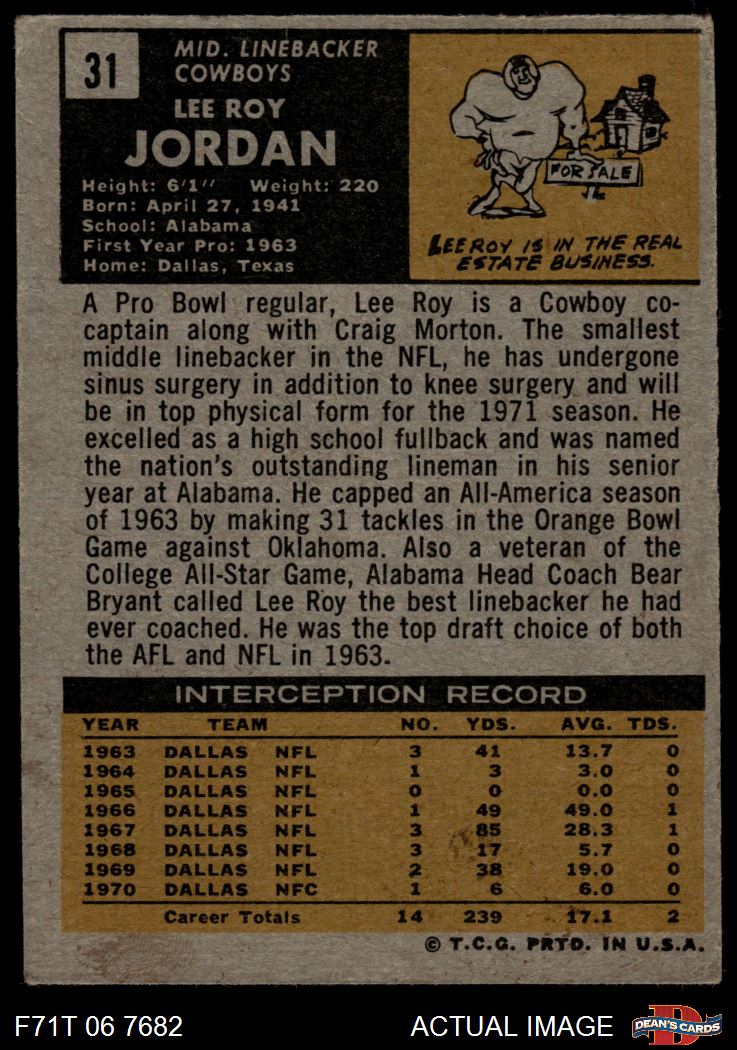 31
MID. LINEBACKER
COWBOYS
LEE ROY
JORDAN
Height: 6'1" Weight: 220
Born: April 27, 1941
School: Alabama
First Year Pro: 1963
Home: Dallas, Texas
FOR SALE
LEE ROY IS IN THE REAL
ESTATE BUSINESS.
A Pro Bowl regular, Lee Roy is a Cowboy co-
captain along with Craig Morton. The smallest
middle linebacker in the NFL, he has undergone
sinus surgery in addition to knee surgery and will
be in top physical form for the 1971 season. He
excelled as a high school fullback and was named
the nation's outstanding lineman in his senior
year at Alabama. He capped an All-America season
of 1963 by making 31 tackles in the Orange Bowl
Game against Oklahoma. Also a veteran of the
College All-Star Game, Alabama Head Coach Bear
Bryant called Lee Roy the best linebacker he had
ever coached. He was the top draft choice of both
the AFL and NFL in 1963.
INTERCEPTION RECORD
YEAR TEAM NO. YDS. AVG. TDS.
1963 DALLAS NFL 3 41 13.7 0
1964 DALLAS NFL 1 3 3.0 0
1965 DALLAS NFL 0 0 0.0 0
1966 DALLAS NFL 1 49 49.0 1
1967 DALLAS NFL 3 85 28.3 1
1968 DALLAS NFL 3 17 5.7 0
1969 DALLAS NFL 2 38 19.0 0
1970 DALLAS NFC 1 6 6.0 0
Career Totals 14 239 17.1 2
© T.C.G. PRTD. IN U.S.A.
F71T 06 7682 ACTUAL IMAGE
D
DEAN'S CARDS